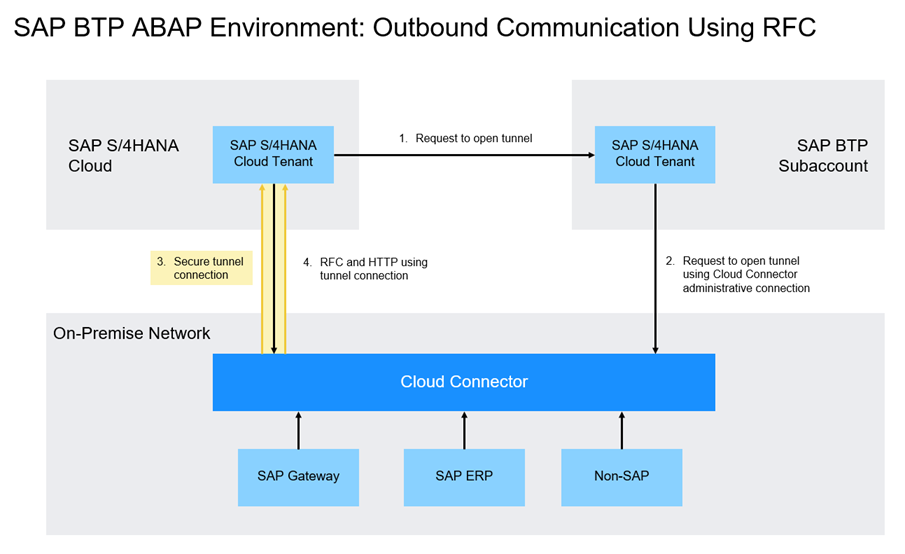 SAP BTP ABAP Environment: Outbound Communication Using RFC
SAP S/4HANA
Cloud
SAP S/4HANA
Cloud Tenant
1. Request to open tunnel
SAP S/4HANA
Cloud Tenant
SAP BTP
Subaccount
3. Secure tunnel
connection
4. RFC and HTTP using
tunnel connection
2. Request to open tunnel
using Cloud Connector
administrative connection
On-Premise Network
Cloud Connector
SAP Gateway
SAP ERP
Non-SAP